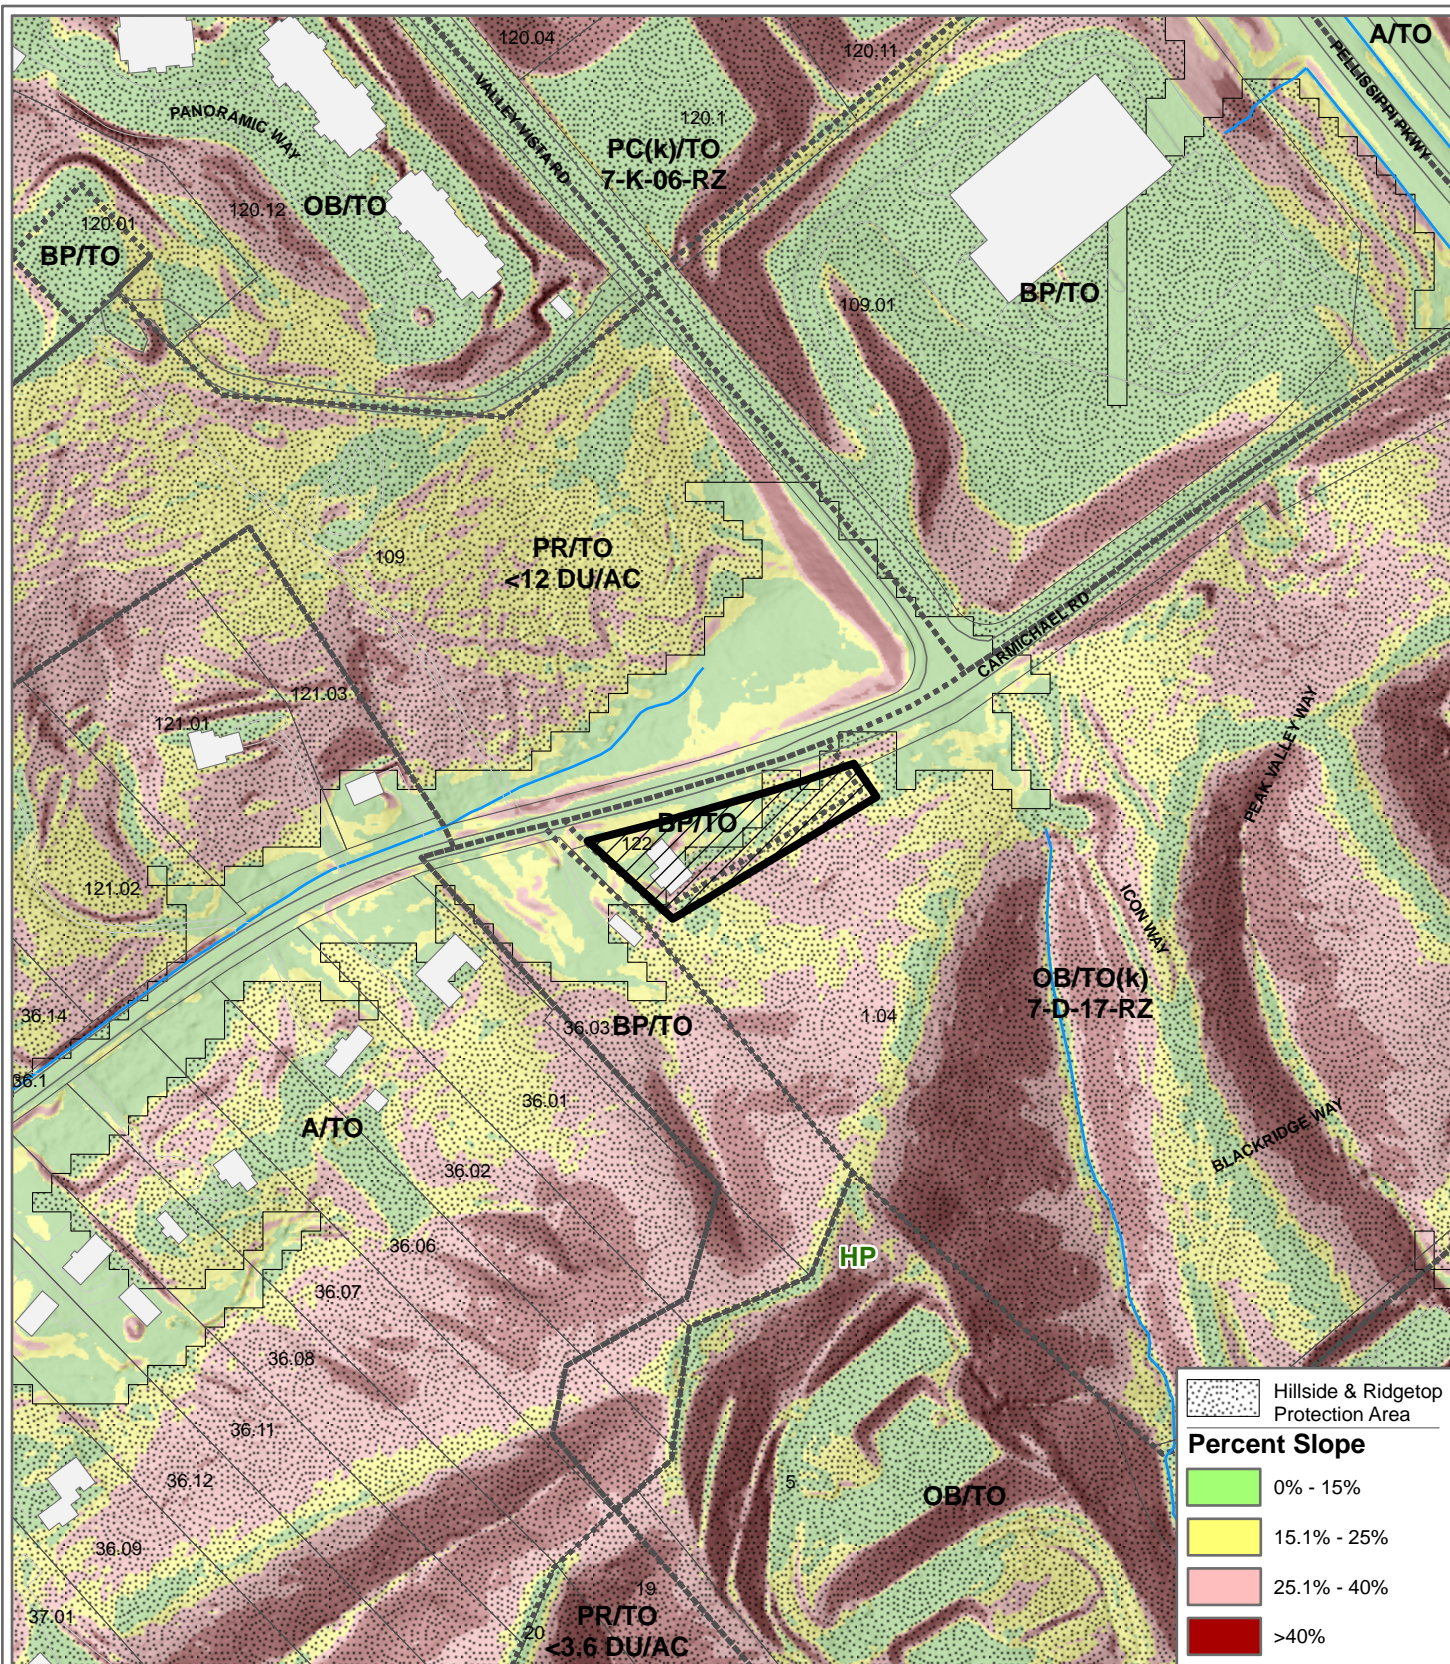 120.04
120.11
A/TO
PELLISSIPPI PKWY
VALLEY VISTA RD
PANORAMIC WAY
120.1
PC(k)/TO
7-K-06-RZ
120.12
OB/TO
120.01
BP/TO
109.01
BP/TO
109
PR/TO
<12 DU/AC
CARMICHAEL RD
121.03
121.01
PEAK VALLEY WAY
BP/TO
122
121.02
ICON WAY
OB/TO(k)
7-D-17-RZ
36.14
36.03
BP/TO
1.04
36.1
36.01
A/TO
BLACKRIDGE WAY
36.02
36.06
HP
36.07
36.08
36.11
36.12
5
OB/TO
36.09
19
37.01
PR/TO
20
<3.6 DU/AC
Hillside & Ridgetop
Protection Area
Percent Slope
0% - 15%
15.1% - 25%
25.1% - 40%
>40%